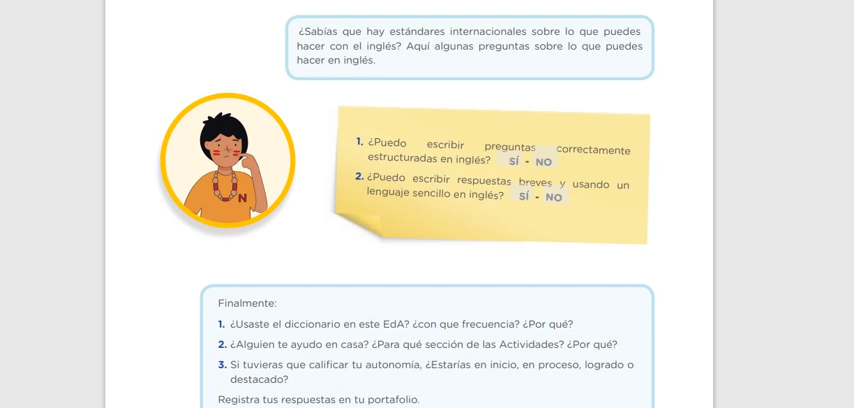 ¿Sabías que hay estándares internacionales sobre lo que puedes
hacer con el inglés? Aquí algunas preguntas sobre lo que puedes
hacer en inglés.
N
1. ¿Puedo escribir preguntas correctamente
estructuradas en inglés? SÍ - NO
2. ¿Puedo escribir respuestas breves y usando un
lenguaje sencillo en inglés? SÍ - NO
Finalmente:
1. ¿Usaste el diccionario en este EdA? ¿con que frecuencia? ¿Por qué?
2. ¿Alguien te ayudo en casa? ¿Para qué sección de las Actividades? ¿Por qué?
3. Si tuvieras que calificar tu autonomía, ¿Estarías en inicio, en proceso, logrado o
destacado?
Registra tus respuestas en tu portafolio.